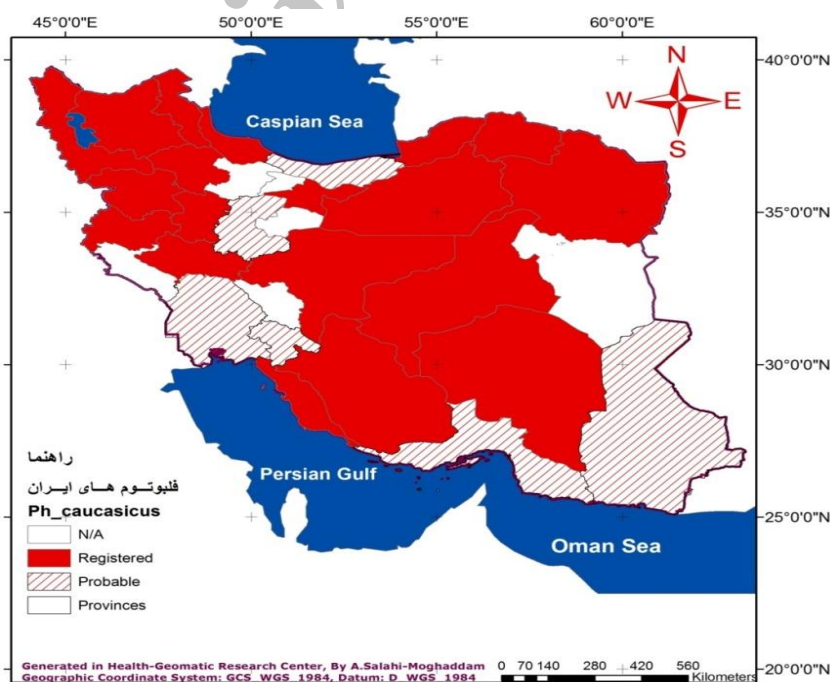 45°0'0"E 50°0'0"E 55°0'0"E 60°0'0"E
40°0'0"N
N
W E
S
Caspian Sea
35°0'0"N
30°0'0"N
Persian Gulf
25°0'0"N
Oman Sea
راهنما
فلبوتوم های ایران
Ph_caucasicus
N/A
Registered
Probable
Provinces
Generated in Health-Geomatic Research Center, By A.Salahi-Moghaddam
Geographic Coordinate System: GCS_WGS_1984, Datum: D_WGS_1984
0 70 140 280 420 560
Kilometers
20°0'0"N